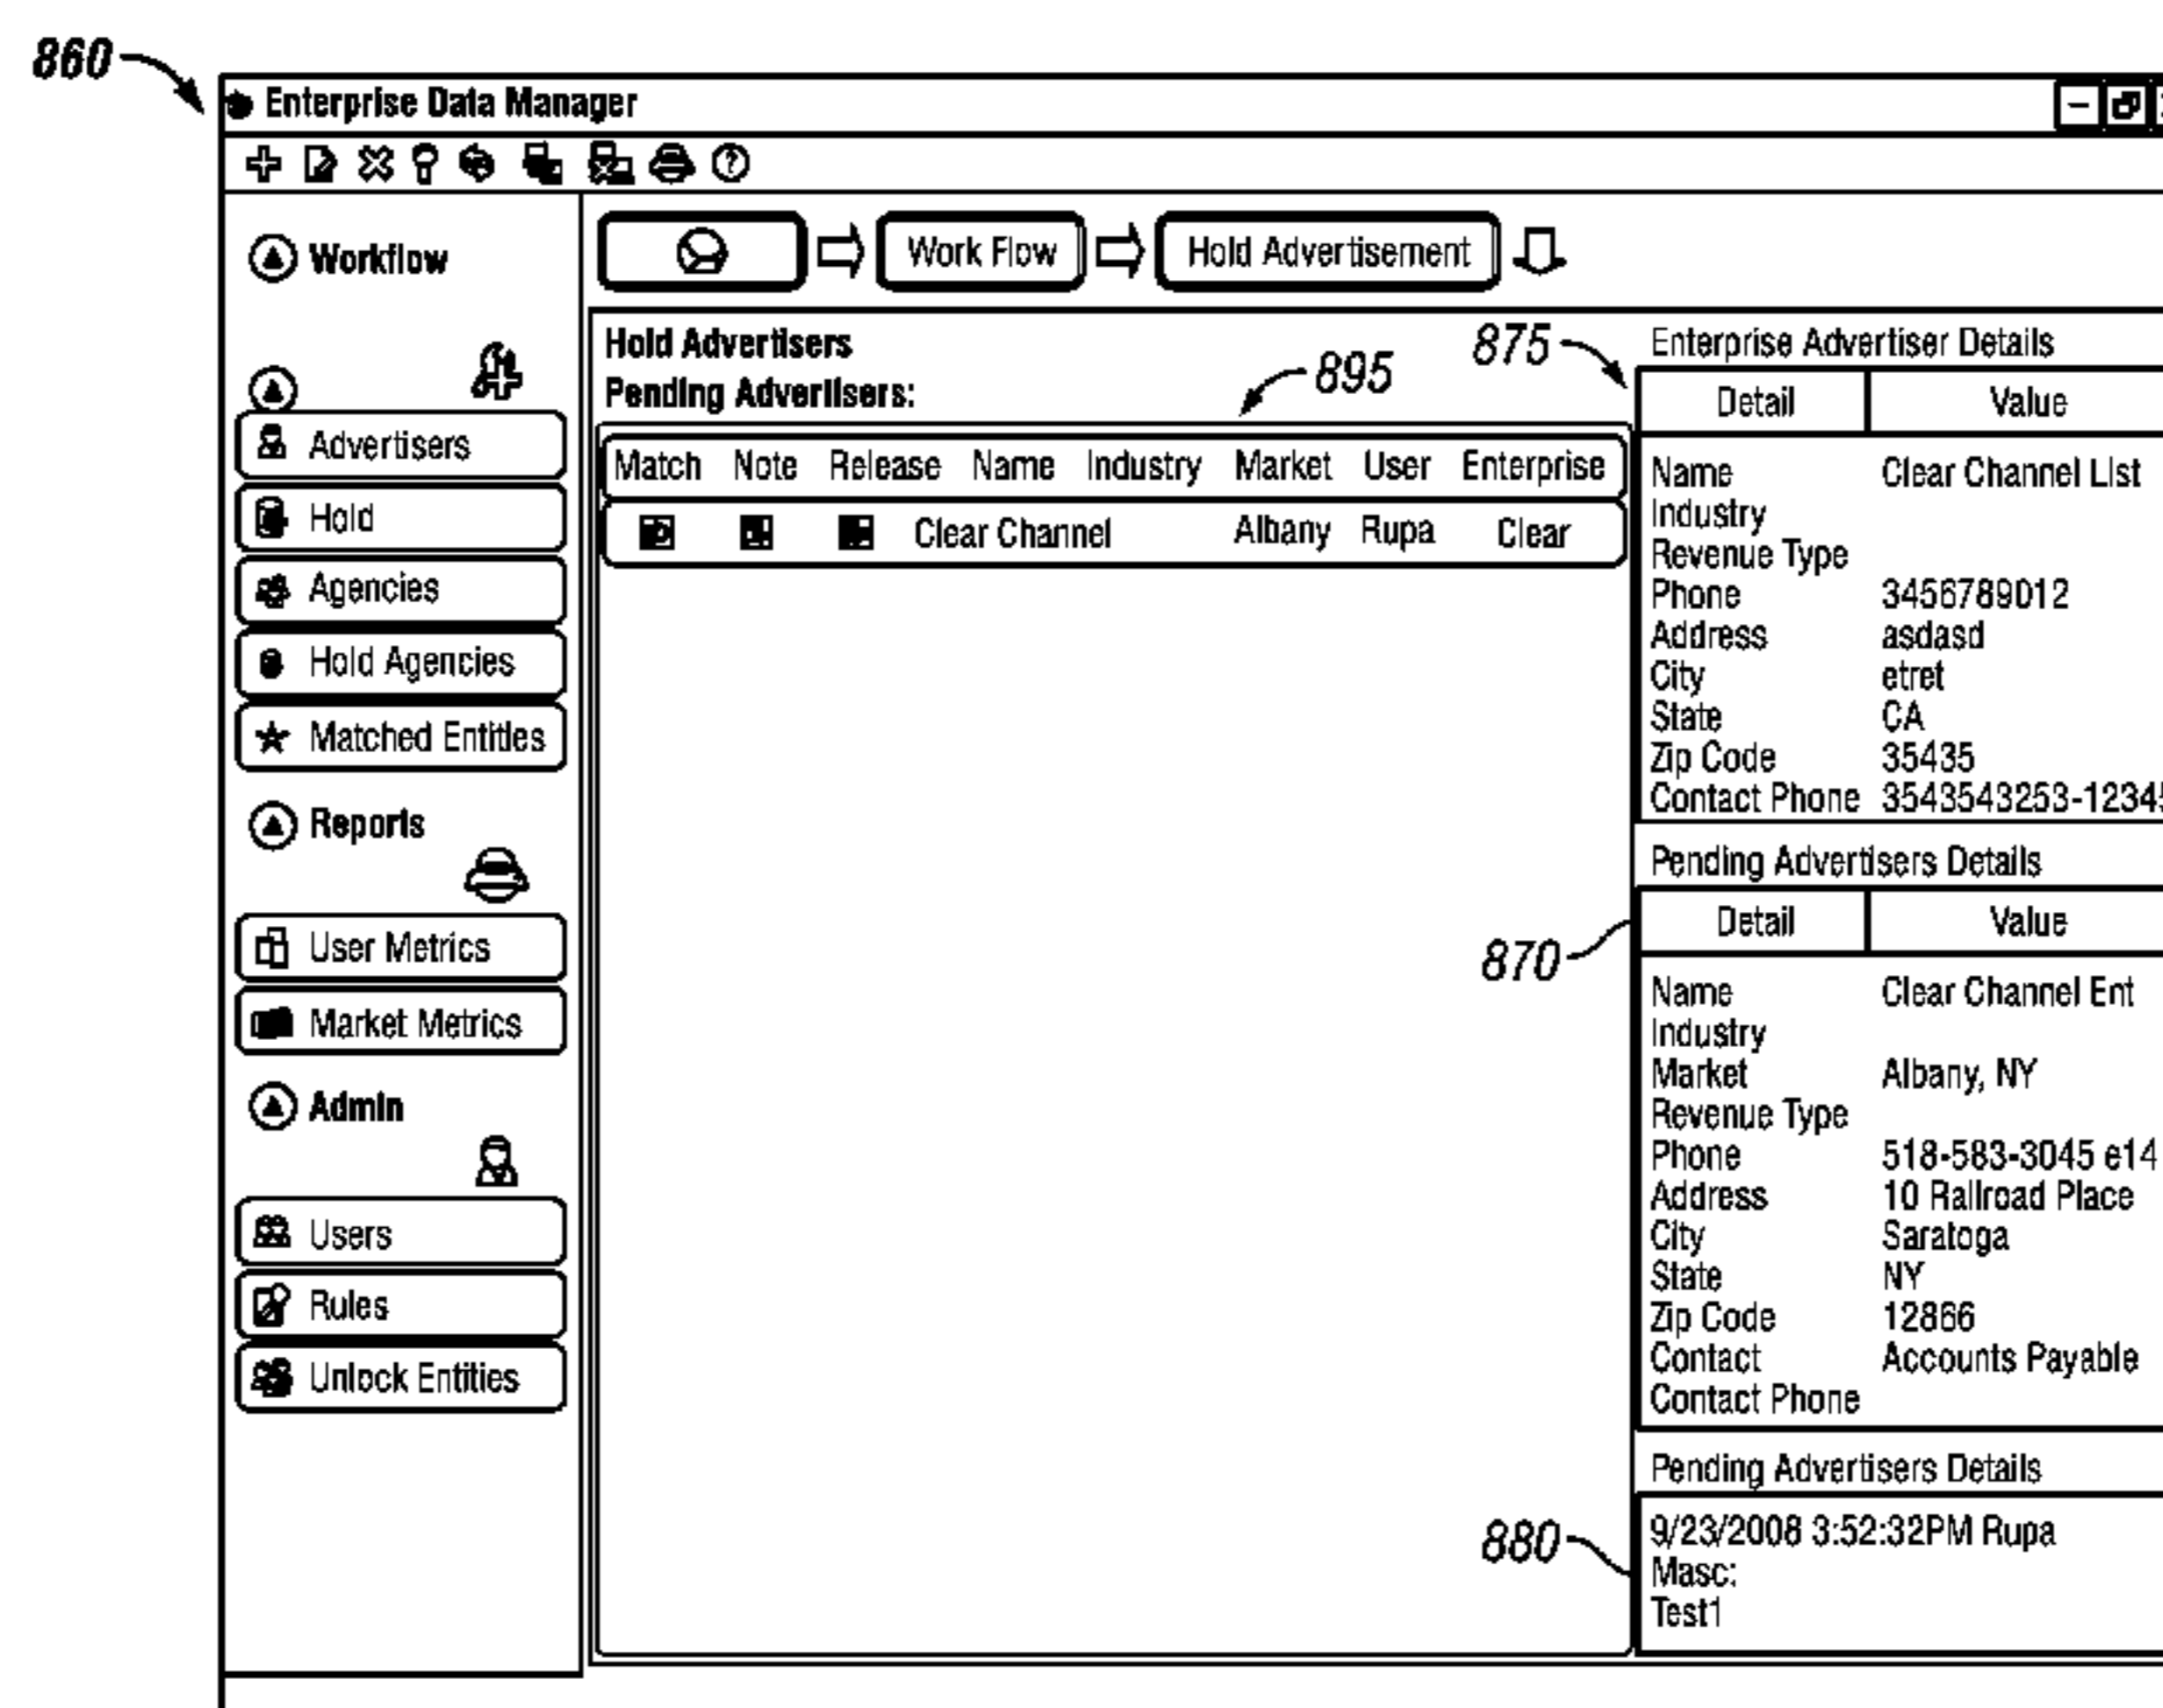 860
Enterprise Data Manager
Workflow
Advertisers
Hold
Agencies
Hold Agencies
Matched Entities
Reports
User Metrics
Market Metrics
Admin
Users
Rules
Unlock Entities
Work Flow
Hold Advertisement
Hold Advertisers
Pending Advertisers:
895
Match Note Release Name Industry Market User Enterprise
Clear Channel Albany Rupa Clear
875
Enterprise Advertiser Details
Detail Value
Name Clear Channel List
Industry
Revenue Type
Phone 3456789012
Address asdasd
City etret
State CA
Zip Code 35435
Contact Phone 3543543253-12345
Pending Advertisers Details
870
Detail Value
Name Clear Channel Ent
Industry
Market Albany, NY
Revenue Type
Phone 518-583-3045 e14
Address 10 Railroad Place
City Saratoga
State NY
Zip Code 12866
Contact Accounts Payable
Contact Phone
Pending Advertisers Details
880
9/23/2008 3:52:32PM Rupa
Masc:
Test1